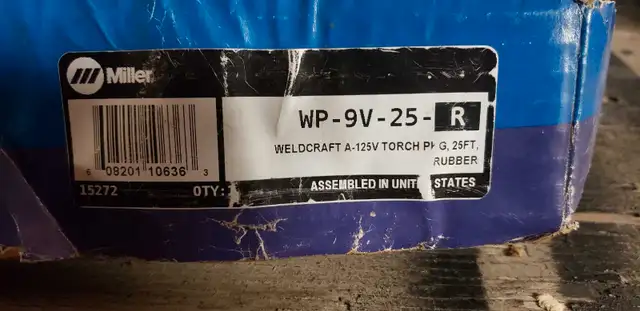 Miller
WP-9V-25-R
WELDCRAFT A-125V TORCH PKG, 25FT,
RUBBER
6 08201 10636 3
15272 QTY:
ASSEMBLED IN UNITED STATES